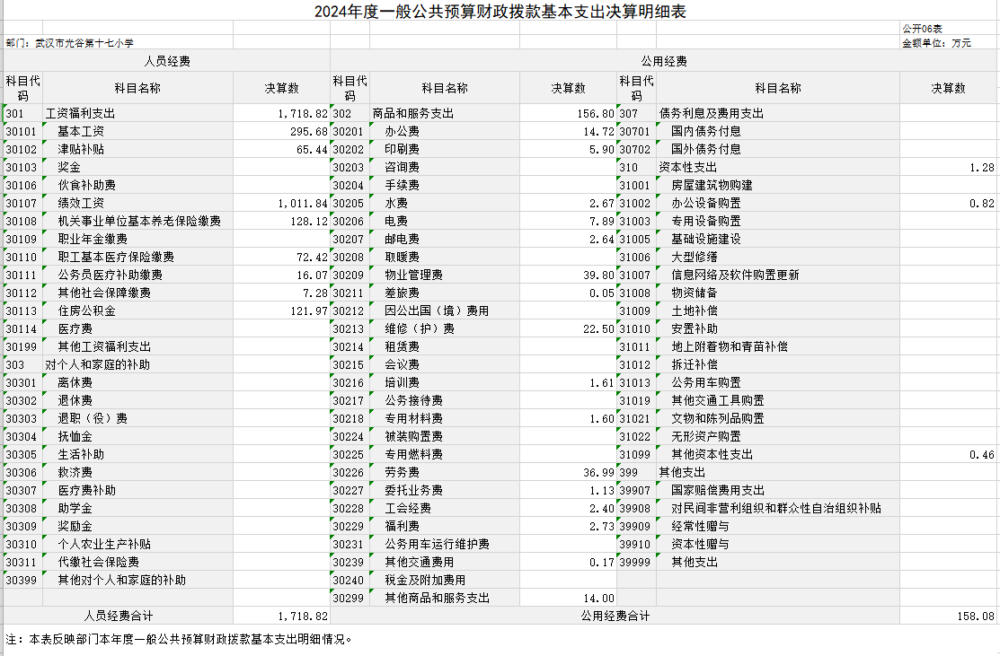 2024年度一般公共预算财政拨款基本支出决算明细表
公开06表
部门：武汉市光谷第十七小学 金额单位：万元
人员经费 公用经费
科目代码 科目名称 决算数 科目代码 科目名称 决算数 科目代码 科目名称 决算数
301 工资福利支出 1,718.82 302 商品和服务支出 156.80 307 债务利息及费用支出
30101 基本工资 295.68 30201 办公费 14.72 30701 国内债务付息
30102 津贴补贴 65.44 30202 印刷费 5.90 30702 国外债务付息
30103 奖金 30203 咨询费 310 资本性支出 1.28
30106 伙食补助费 30204 手续费 31001 房屋建筑物购建
30107 绩效工资 1,011.84 30205 水费 2.67 31002 办公设备购置 0.82
30108 机关事业单位基本养老保险缴费 128.12 30206 电费 7.89 31003 专用设备购置
30109 职业年金缴费 30207 邮电费 2.64 31005 基础设施建设
30110 职工基本医疗保险缴费 72.42 30208 取暖费 31006 大型修缮
30111 公务员医疗补助缴费 16.07 30209 物业管理费 39.80 31007 信息网络及软件购置更新
30112 其他社会保障缴费 7.28 30211 差旅费 0.05 31008 物资储备
30113 住房公积金 121.97 30212 因公出国（境）费用 31009 土地补偿
30114 医疗费 30213 维修（护）费 22.50 31010 安置补助
30199 其他工资福利支出 30214 租赁费 31011 地上附着物和青苗补偿
303 对个人和家庭的补助 30215 会议费 31012 拆迁补偿
30301 离休费 30216 培训费 1.61 31013 公务用车购置
30302 退休费 30217 公务接待费 31019 其他交通工具购置
30303 退职（役）费 30218 专用材料费 1.60 31021 文物和陈列品购置
30304 抚恤金 30224 被装购置费 31022 无形资产购置
30305 生活补助 30225 专用燃料费 31099 其他资本性支出 0.46
30306 救济费 30226 劳务费 36.99 399 其他支出
30307 医疗费补助 30227 委托业务费 1.13 39907 国家赔偿费用支出
30308 助学金 30228 工会经费 2.40 39908 对民间非营利组织和群众性自治组织补贴
30309 奖励金 30229 福利费 2.73 39909 经常性赠与
30310 个人农业生产补贴 30231 公务用车运行维护费 39910 资本性赠与
30311 代缴社会保险费 30239 其他交通费用 0.17 39999 其他支出
30399 其他对个人和家庭的补助 30240 税金及附加费用
30299 其他商品和服务支出 14.00
人员经费合计 1,718.82 公用经费合计 158.08
注：本表反映部门本年度一般公共预算财政拨款基本支出明细情况。